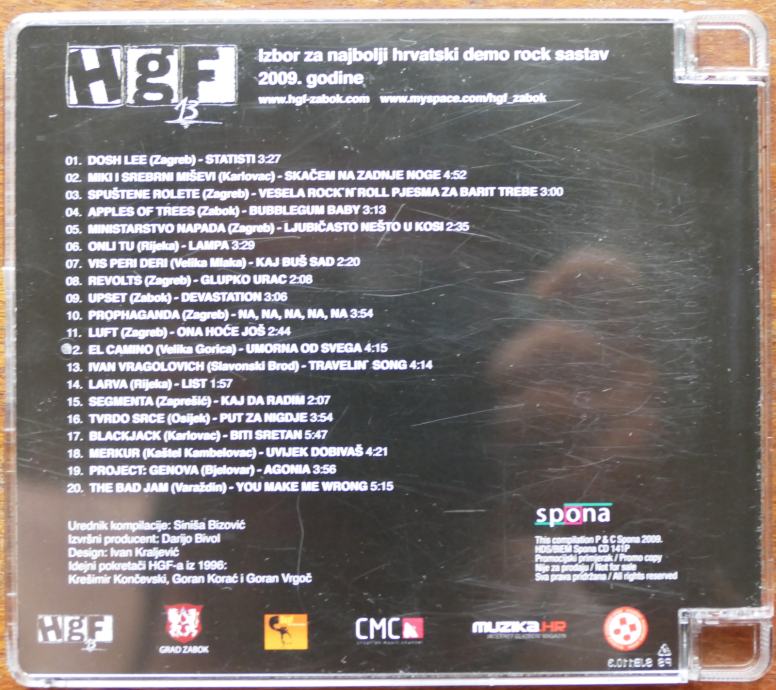 HgF
13
Izbor za najbolji hrvatski demo rock sastav
2009. godine
www.hgf-zabok.com www.myspace.com/hgf_zabok
01. DOSH LEE (Zagreb) - STATISTI 3:27
02. MIKI I SREBRNI MIŠEVI (Karlovac) - SKAČEM NA ZADNJE NOGE 4:52
03. SPUŠTENE ROLETE (Zagreb) - VESELA ROCK'N'ROLL PJESMA ZA BARIT TREBE 3:00
04. APPLES OF TREES (Zabok) - BUBBLEGUM BABY 3:13
05. MINISTARSTVO NAPADA (Zagreb) - LJUBIČASTO NEŠTO U KOSI 2:35
06. ONLI TU (Rijeka) - LAMPA 3:29
07. VIS PERI DERI (Velika Mlaka) - KAJ BUŠ SAD 2:20
08. REVOLTS (Zagreb) - GLUPKO URAC 2:08
09. UPSET (Zabok) - DEVASTATION 3:06
10. PROPHAGANDA (Zagreb) - NA, NA, NA, NA, NA 3:54
11. LUFT (Zagreb) - ONA HOĆE JOŠ 2:44
12. EL CAMINO (Velika Gorica) - UMORNA OD SVEGA 4:15
13. IVAN VRAGOLOVICH (Slavonski Brod) - TRAVELIN' SONG 4:14
14. LARVA (Rijeka) - LIST 1:57
15. SEGMENTA (Zaprešić) - KAJ DA RADIM 2:07
16. TVRDO SRCE (Osijek) - PUT ZA NIGDJE 3:54
17. BLACKJACK (Karlovac) - BITI SRETAN 5:47
18. MERKUR (Kaštel Kambelovac) - UVIJEK DOBIVAŠ 4:21
19. PROJECT: GENOVA (Bjelovar) - AGONIA 3:56
20. THE BAD JAM (Varaždin) - YOU MAKE ME WRONG 5:15
Urednik kompilacije: Siniša Bizović
Izvršni producent: Darijo Bivol
Design: Ivan Kraljević
Idejni pokretači HGF-a iz 1996:
Krešimir Končevski, Goran Korać i Goran Vrgoč
spona
This compilation P & C Spona 2009.
HDS/BIEM Spona CD 141P
Promocijski primjerak / Promo copy
Nije za prodaju / Not for sale
Sva prava pridržana / All rights reserved
HgF
13
GRAD ZABOK
CMC
croatian music channel
MUZIKA.HR
INTERNET GLAZBENI MAGAZIN